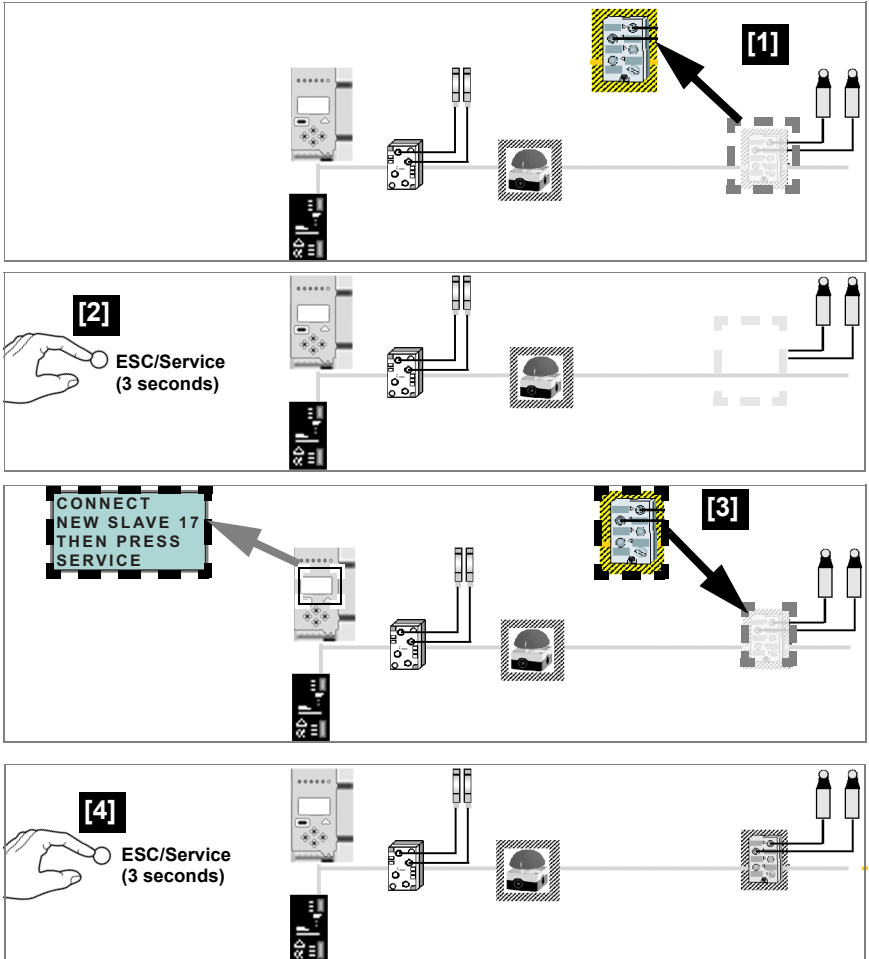 [1]
[2]
ESC/Service
(3 seconds)
CONNECT
NEW SLAVE 17
THEN PRESS
SERVICE
[3]
[4]
ESC/Service
(3 seconds)